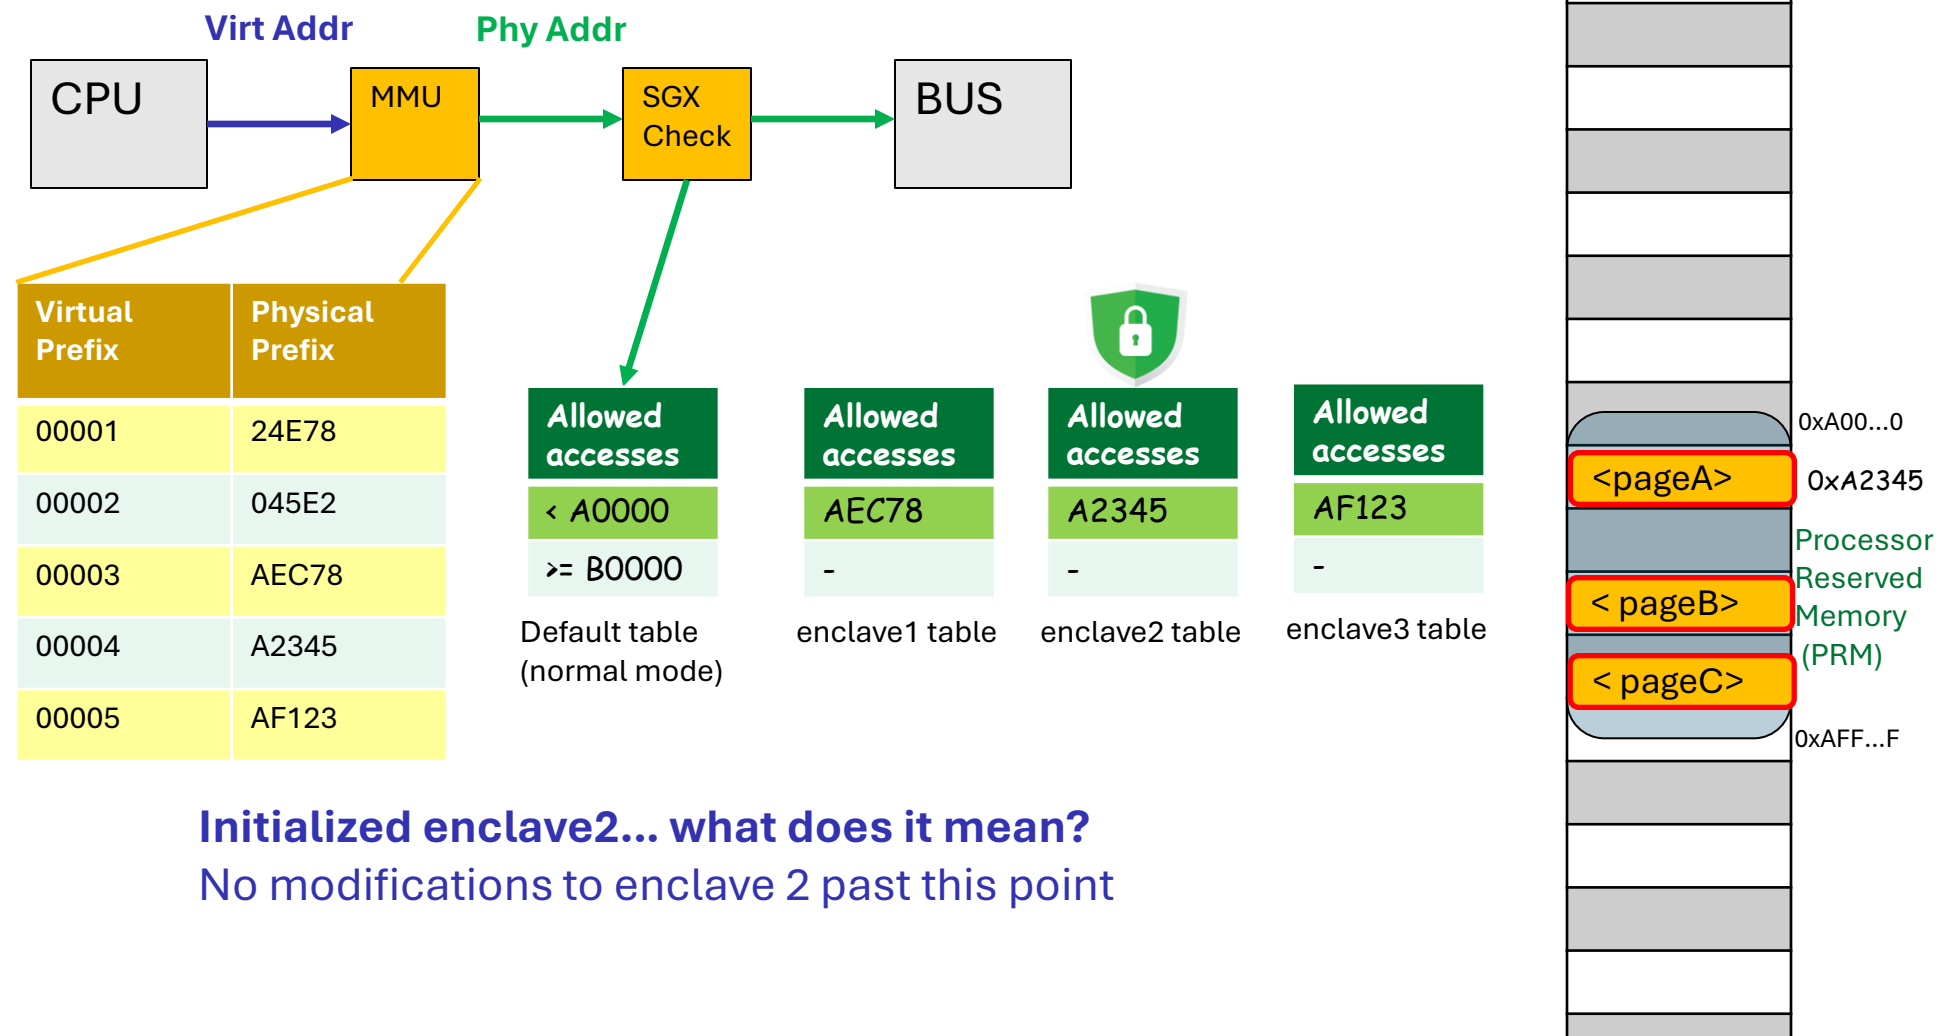 Virt Addr
Phy Addr
CPU
MMU
SGX
Check
BUS
Virtual
Prefix
Physical
Prefix
00001
24E78
00002
045E2
00003
AEC78
00004
A2345
00005
AF123
Allowed
accesses
< A0000
>= B0000
Default table
(normal mode)
Allowed
accesses
AEC78
-
enclave1 table
Allowed
accesses
A2345
-
enclave2 table
Allowed
accesses
AF123
-
enclave3 table
0xA00...0
<pageA>
0xA2345
Processor
Reserved
Memory
(PRM)
< pageB>
< pageC>
0xAFF...F
Initialized enclave2... what does it mean?
No modifications to enclave 2 past this point